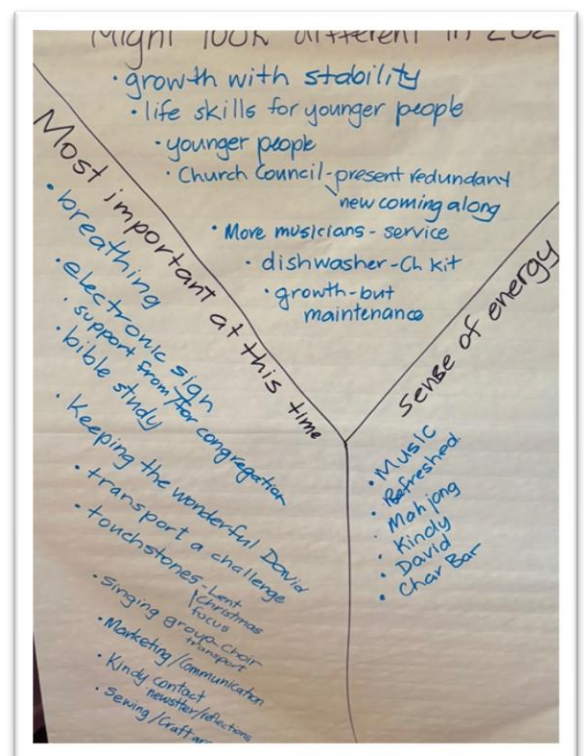 Might look different in 202
• growth with stability
• life skills for younger people
• younger people
• Church Council - present redundant
new coming along
• More musicians - service
• dishwasher - Ch kit
• growth - but
maintenance
Most important at this time
• breathing
• electronic sign
• support from/for congregation
• bible study
• Keeping the wonderful David
• transport a challenge
• touchstones - Lent
Christmas
focus
• Singing group - choir
transport
• Marketing/Communication
• Kindy contact
newsltter/reflections
• Sewing/Craft
Sense of energy
• Music
• Refreshed.
• Mah jong
• Kindy
• David
• Char Bar